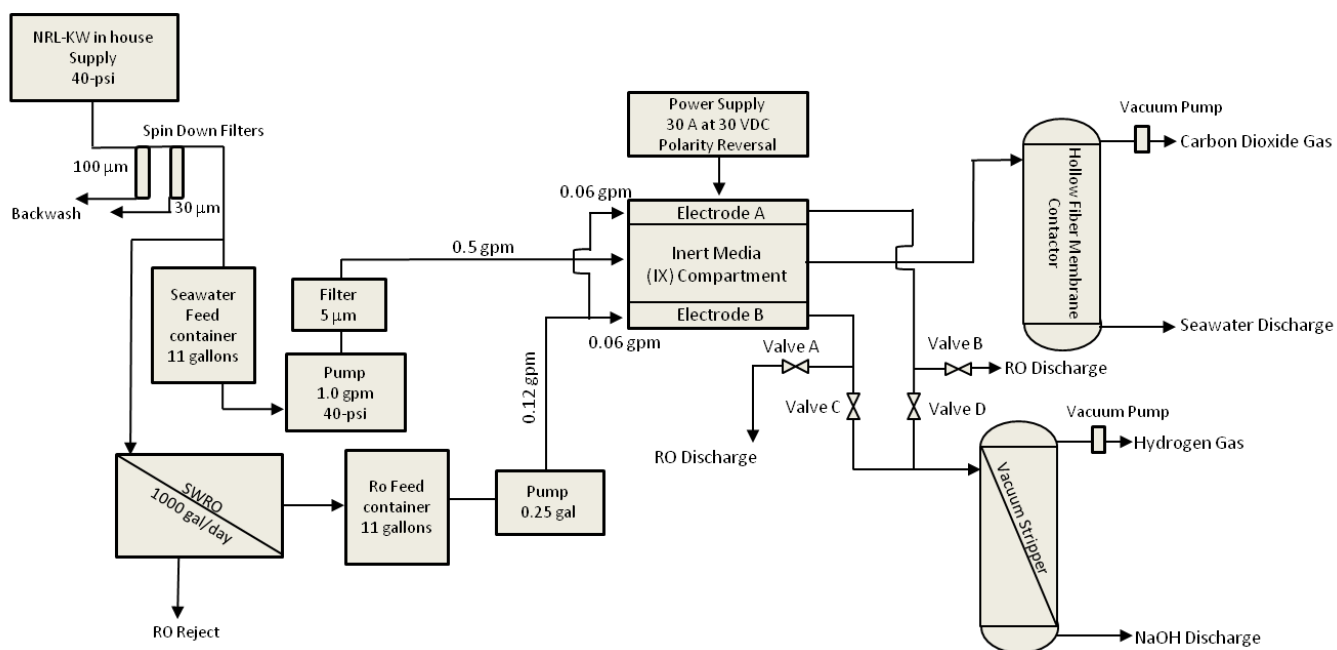 NRL-KW in house
Supply
40-psi
Spin Down Filters
100 µm
30 µm
Backwash
Seawater
Feed
container
11 gallons
Filter
5 µm
Pump
1.0 gpm
40-psi
SWRO
1000 gal/day
RO Reject
Ro Feed
container
11 gallons
Pump
0.25 gal
0.12 gpm
0.5 gpm
0.06 gpm
0.06 gpm
Power Supply
30 A at 30 VDC
Polarity Reversal
Electrode A
Inert Media
(IX) Compartment
Electrode B
Valve A
Valve B
Valve C
Valve D
RO Discharge
RO Discharge
Hollow Fiber Membrane
Contactor
Vacuum Pump
Carbon Dioxide Gas
Seawater Discharge
Vacuum Pump
Hydrogen Gas
Vacuum Stripper
NaOH Discharge